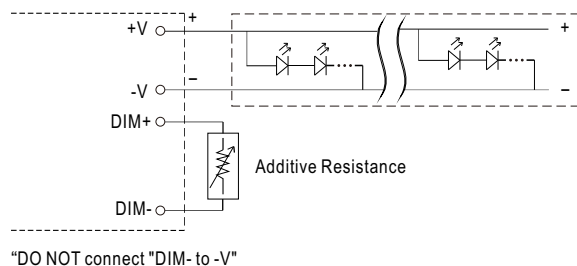 +V
+
+
-V
−
−
DIM+
Additive Resistance
DIM-
“DO NOT connect "DIM- to -V"